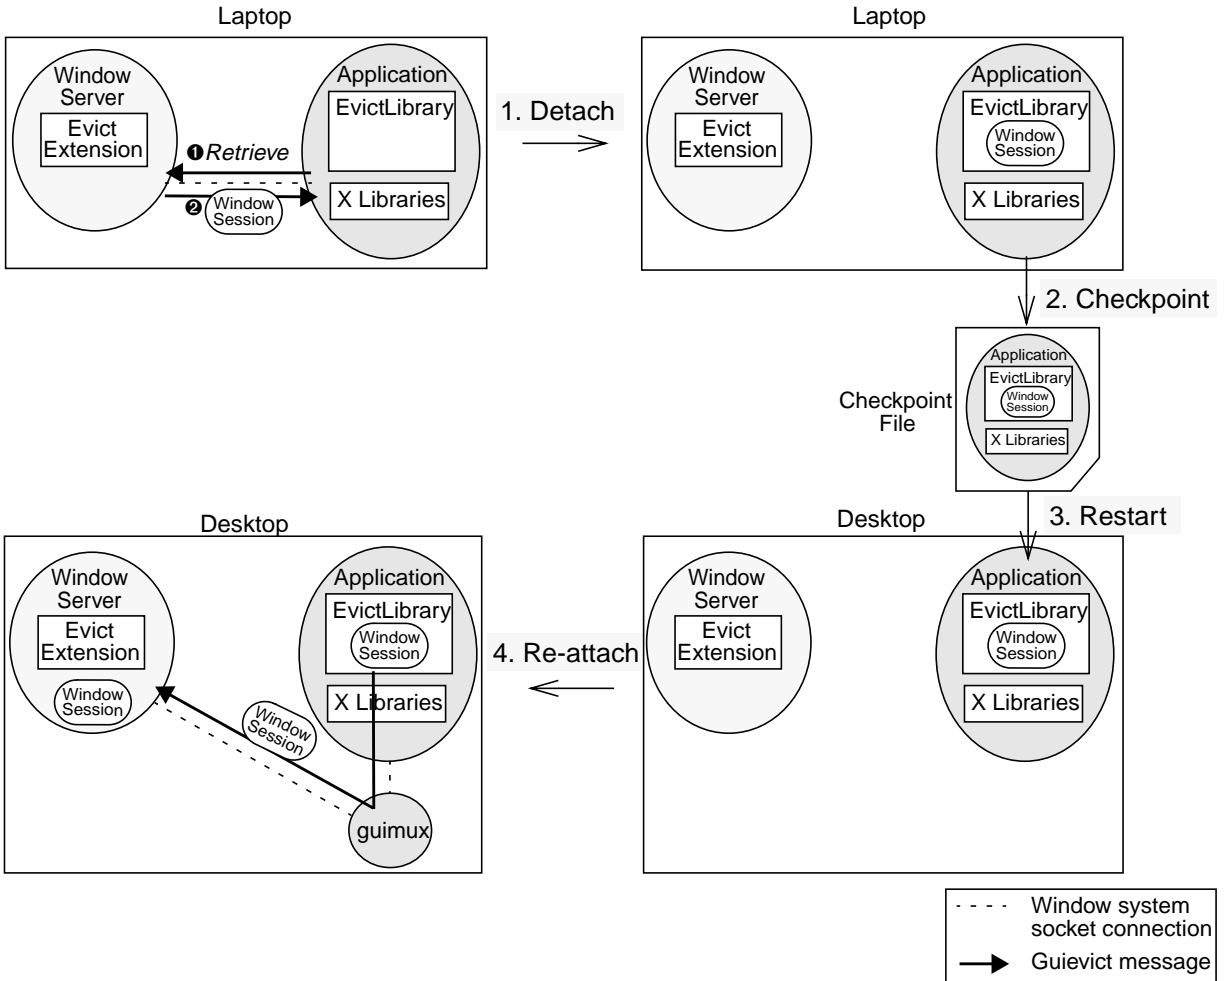 Laptop
Window
Server
Evict
Extension
Application
EvictLibrary
❶Retrieve
❷
Window
Session
X Libraries
1. Detach
Laptop
Window
Server
Evict
Extension
Application
EvictLibrary
Window
Session
X Libraries
2. Checkpoint
Checkpoint
File
Application
EvictLibrary
Window
Session
X Libraries
3. Restart
Desktop
Window
Server
Evict
Extension
Application
EvictLibrary
Window
Session
X Libraries
4. Re-attach
Desktop
Window
Server
Evict
Extension
Window
Session
Application
EvictLibrary
Window
Session
X Libraries
Window
Session
guimux
Window system
socket connection
Guievict message